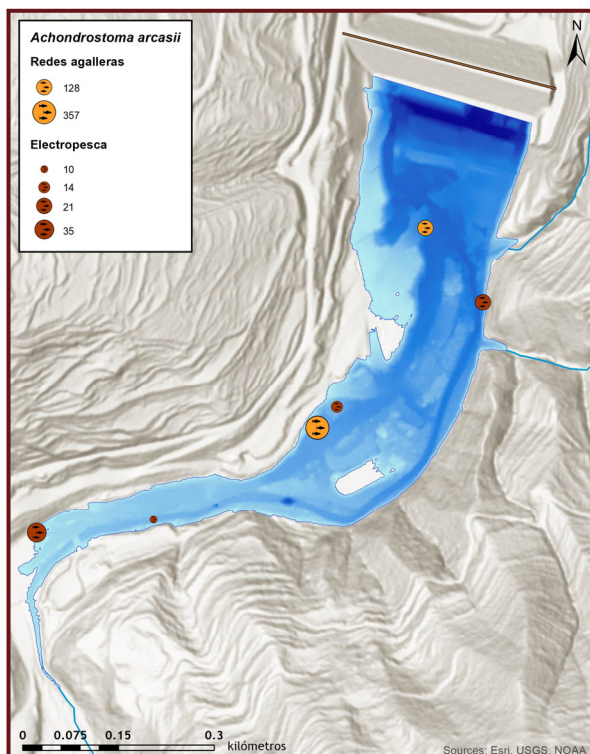 Achondrostoma arcasii
Redes agalleras
128
357
Electropesca
10
14
21
35
N
0 0.075 0.15 0.3
kilómetros
Sources: Esri, USGS, NOAA